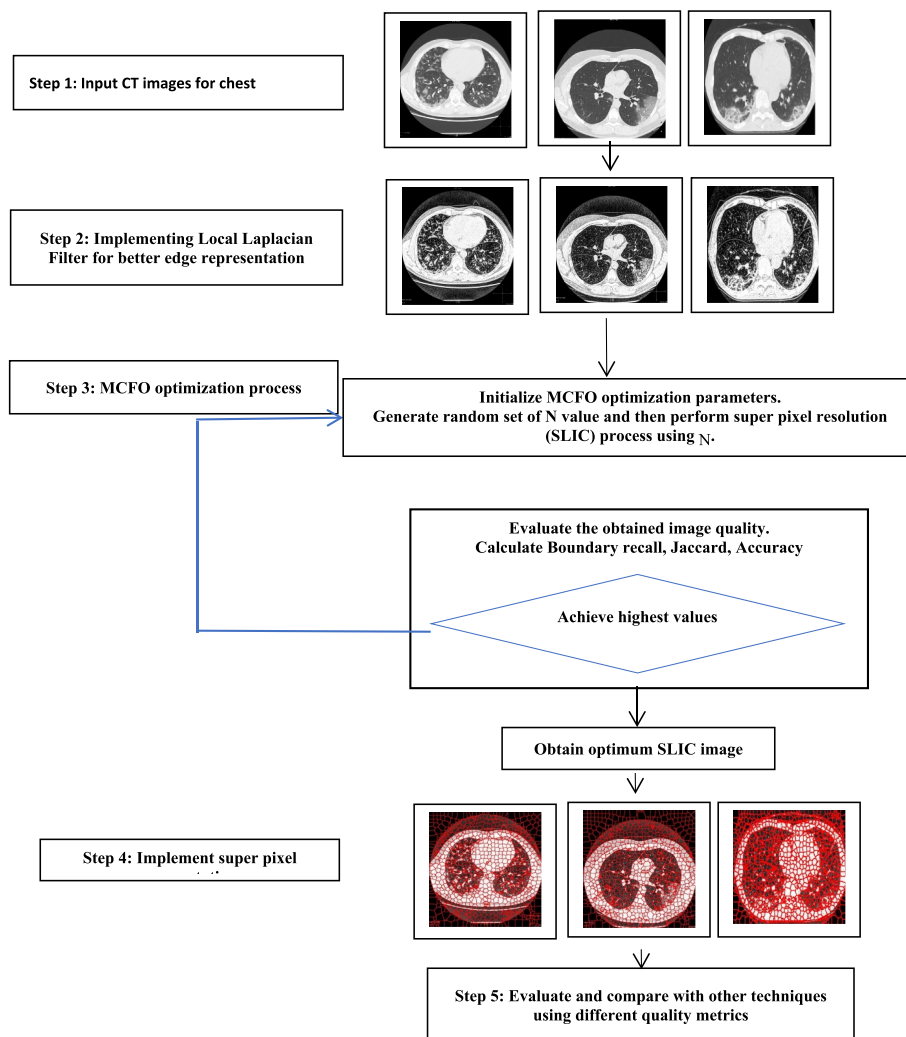 Step 1: Input CT images for chest
Step 2: Implementing Local Laplacian
Filter for better edge representation
Step 3: MCFO optimization process
Initialize MCFO optimization parameters.
Generate random set of N value and then perform super pixel resolution
(SLIC) process using N.
Evaluate the obtained image quality.
Calculate Boundary recall, Jaccard, Accuracy
Achieve highest values
Obtain optimum SLIC image
Step 4: Implement super pixel
Step 5: Evaluate and compare with other techniques
using different quality metrics